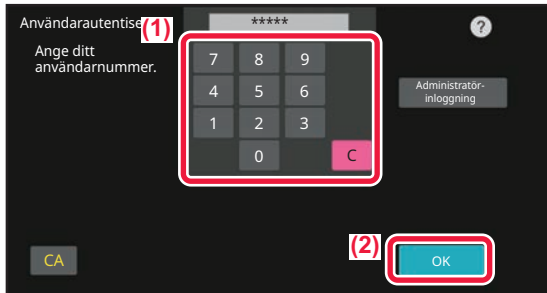 Användarautentise
(1)
*****
?
Ange ditt
användarnummer.
7 8 9
4 5 6
1 2 3
0 C
Administratör-
inloggning
(2)
CA
OK